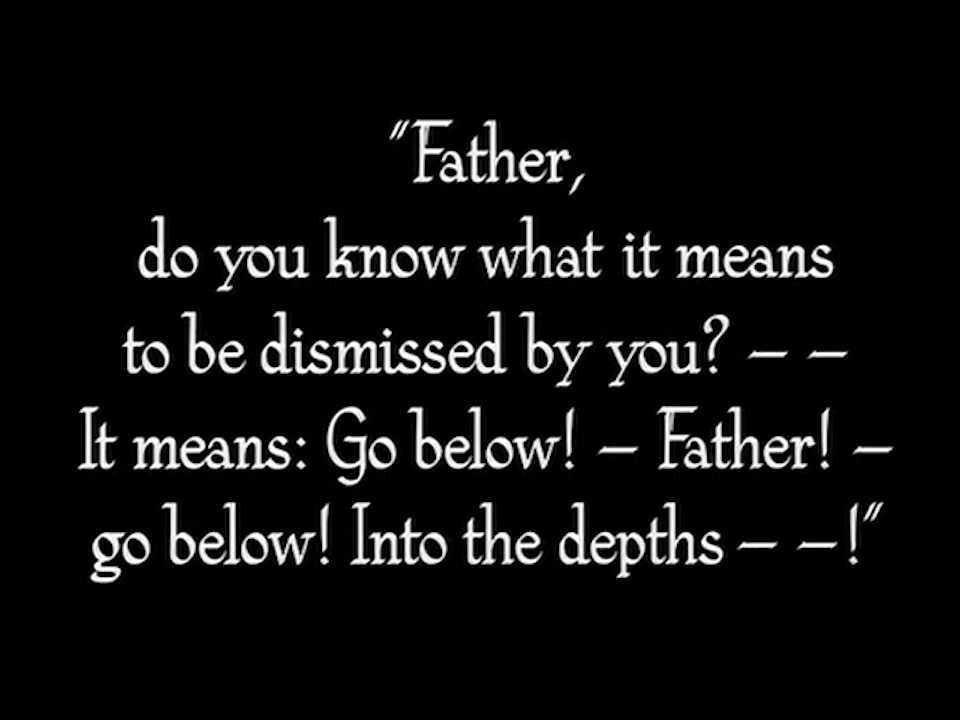 "Father,
do you know what it means
to be dismissed by you? – –
It means: Go below! – Father! –
go below! Into the depths – –!"